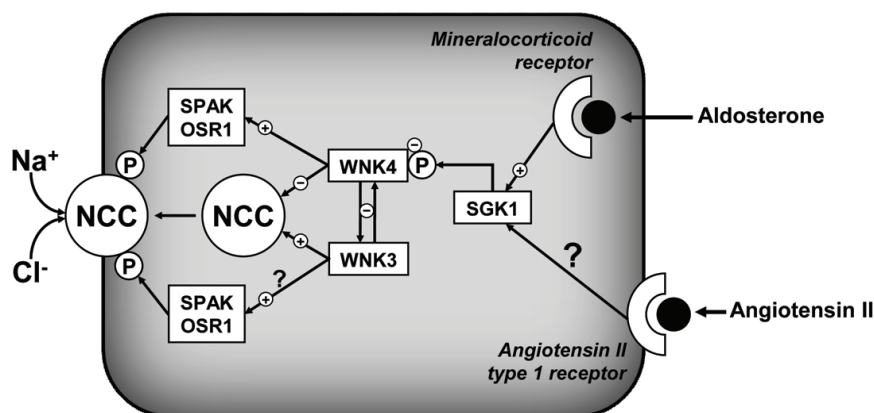 Mineralocorticoid
receptor
Aldosterone
SPAK
OSR1
+
−
Na⁺
P
WNK4
P
+
NCC
NCC
−
−
SGK1
Cl⁻
+
?
P
?
WNK3
+
SPAK
OSR1
Angiotensin II
Angiotensin II
type 1 receptor